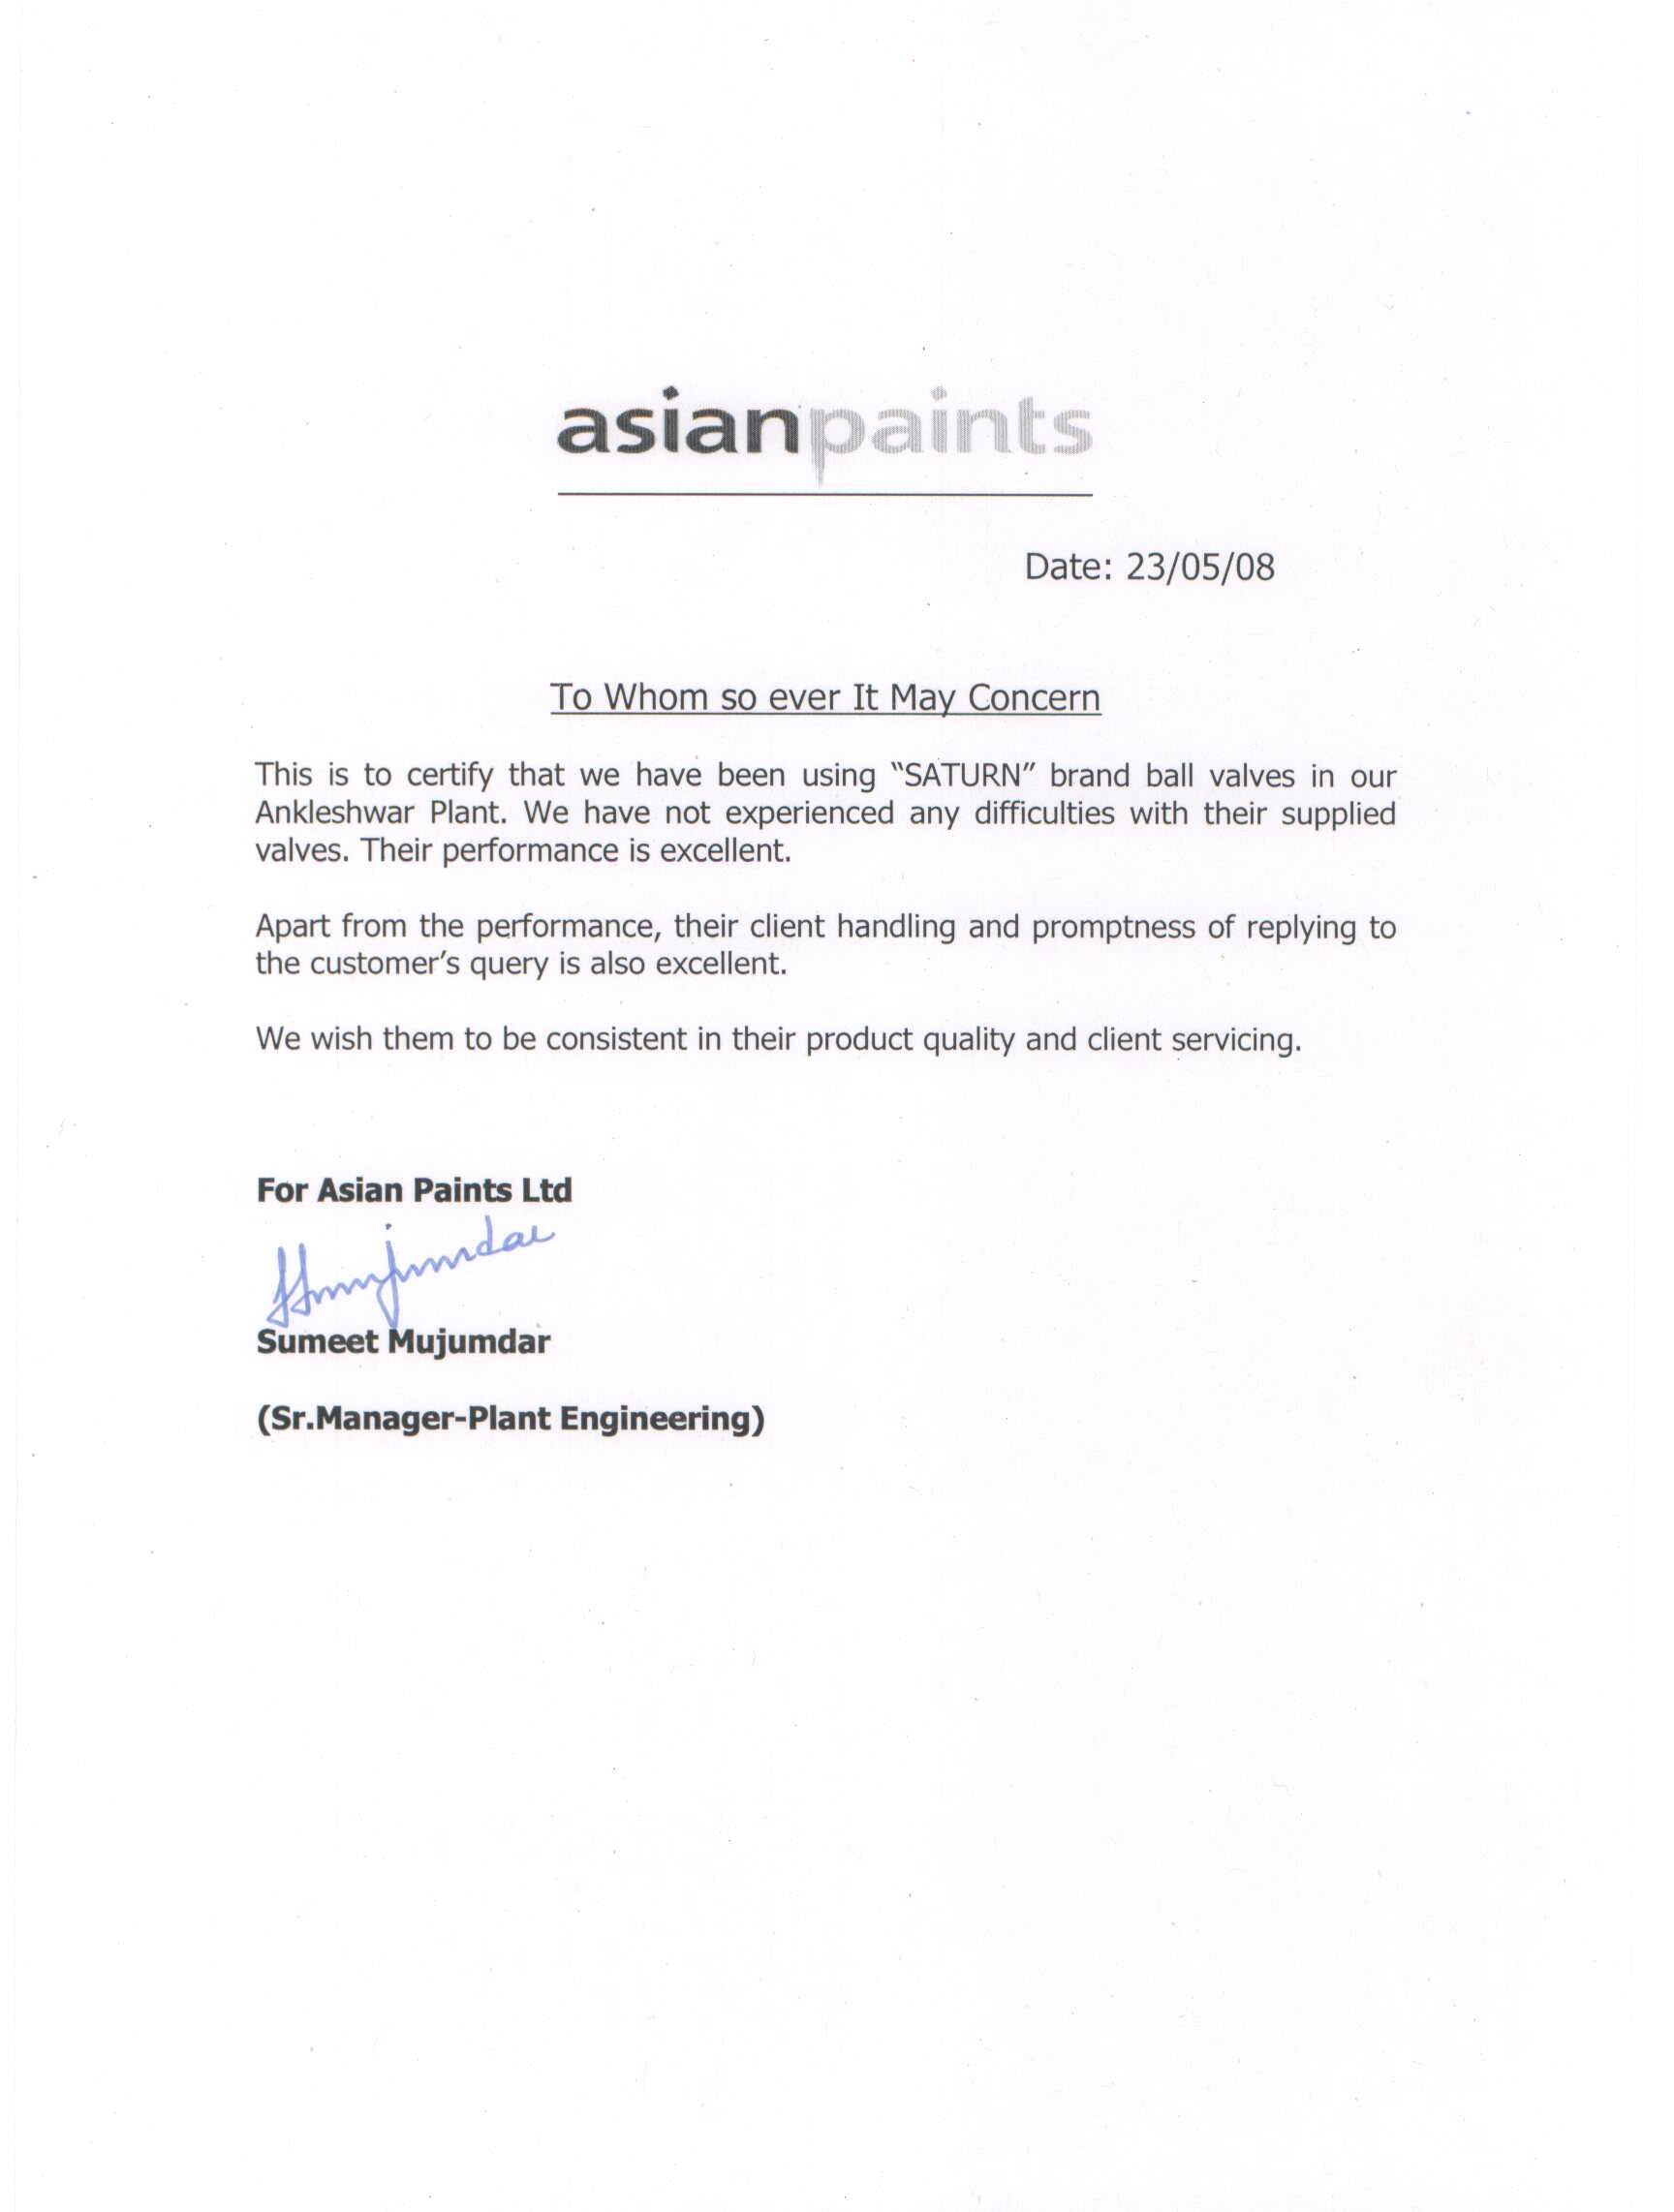 asianpaints
Date: 23/05/08
To Whom so ever It May Concern
This is to certify that we have been using “SATURN” brand ball valves in our
Ankleshwar Plant. We have not experienced any difficulties with their supplied
valves. Their performance is excellent.
Apart from the performance, their client handling and promptness of replying to
the customer’s query is also excellent.
We wish them to be consistent in their product quality and client servicing.
For Asian Paints Ltd
SMujumdar
Sumeet Mujumdar
(Sr.Manager-Plant Engineering)